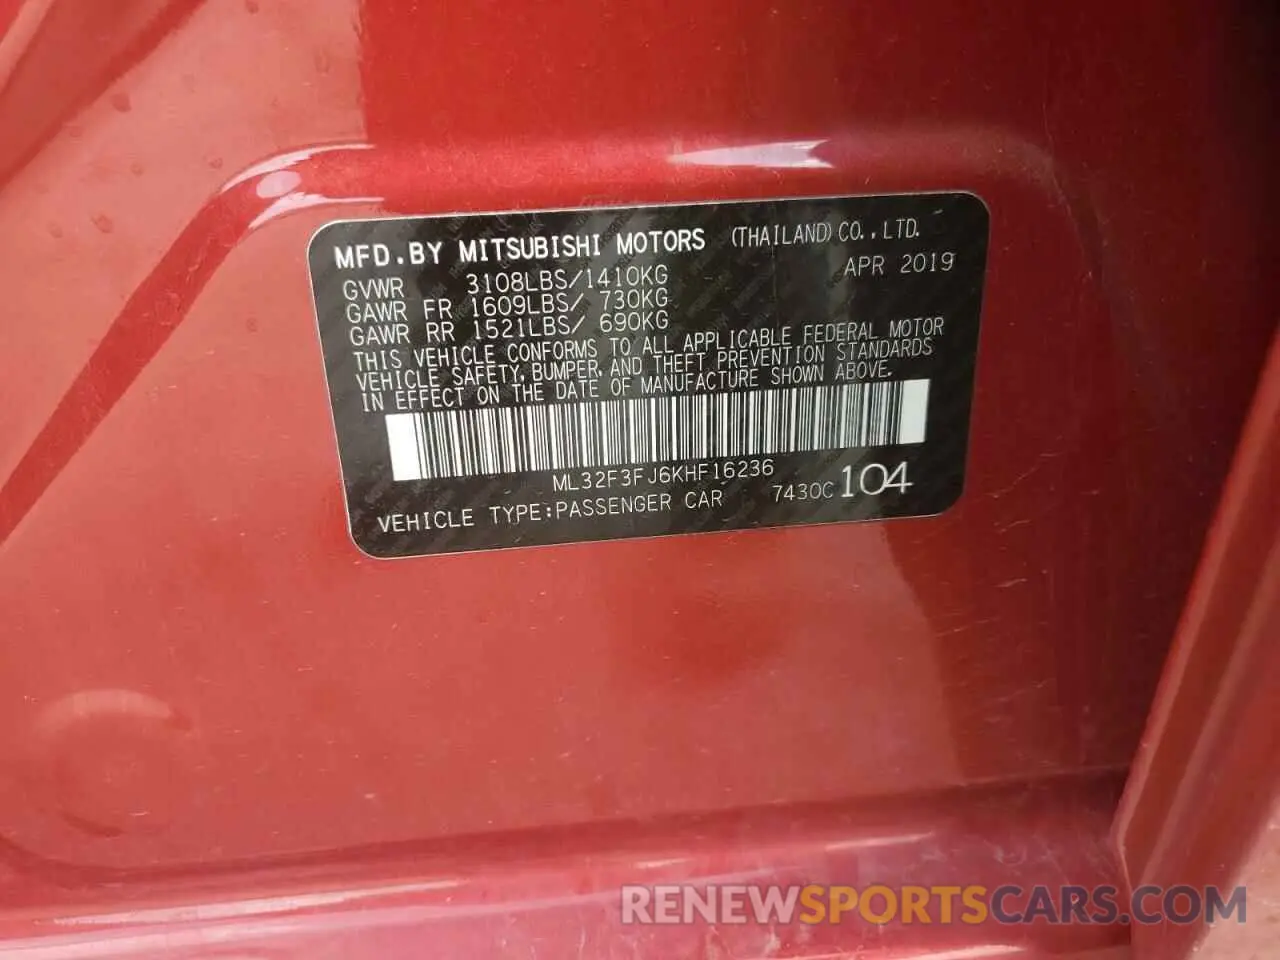 MFD.BY MITSUBISHI MOTORS (THAILAND) CO.,LTD.
GVWR 3108LBS/1410KG APR 2019
GAWR FR 1609LBS/ 730KG
GAWR RR 1521LBS/ 690KG
THIS VEHICLE CONFORMS TO ALL APPLICABLE FEDERAL MOTOR
VEHICLE SAFETY, BUMPER, AND THEFT PREVENTION STANDARDS
IN EFFECT ON THE DATE OF MANUFACTURE SHOWN ABOVE.
ML32F3FJ6KHF16236
VEHICLE TYPE:PASSENGER CAR 7430C 104
RENEWSPORTSCARS.COM